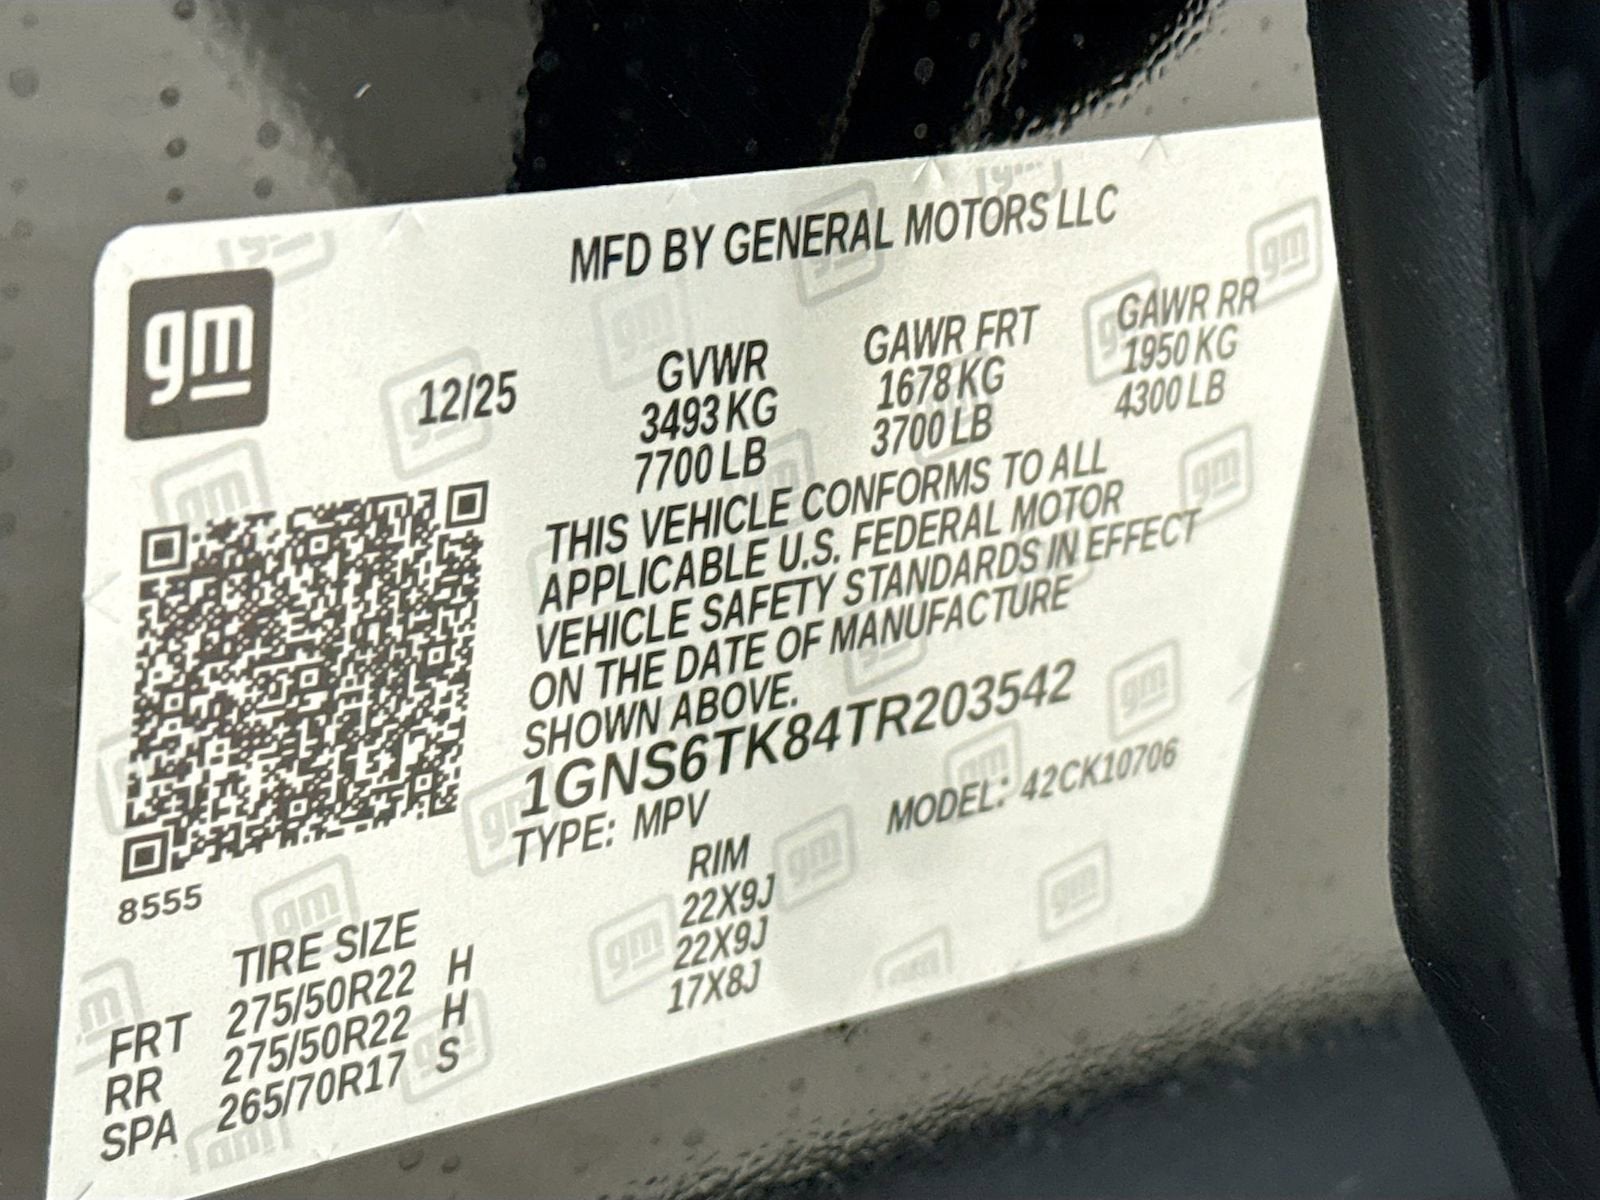 MFD BY GENERAL MOTORS LLC
gm
12/25
GVWR
3493 KG
7700 LB
GAWR FRT
1678 KG
3700 LB
GAWR RR
1950 KG
4300 LB
THIS VEHICLE CONFORMS TO ALL
APPLICABLE U.S. FEDERAL MOTOR
VEHICLE SAFETY STANDARDS IN EFFECT
ON THE DATE OF MANUFACTURE
SHOWN ABOVE.
1GNS6TK84TR203542
TYPE: MPV MODEL: 42CK10706
8555
TIRE SIZE RIM
FRT 275/50R22 H 22X9J
RR 275/50R22 H 22X9J
SPA 265/70R17 S 17X8J